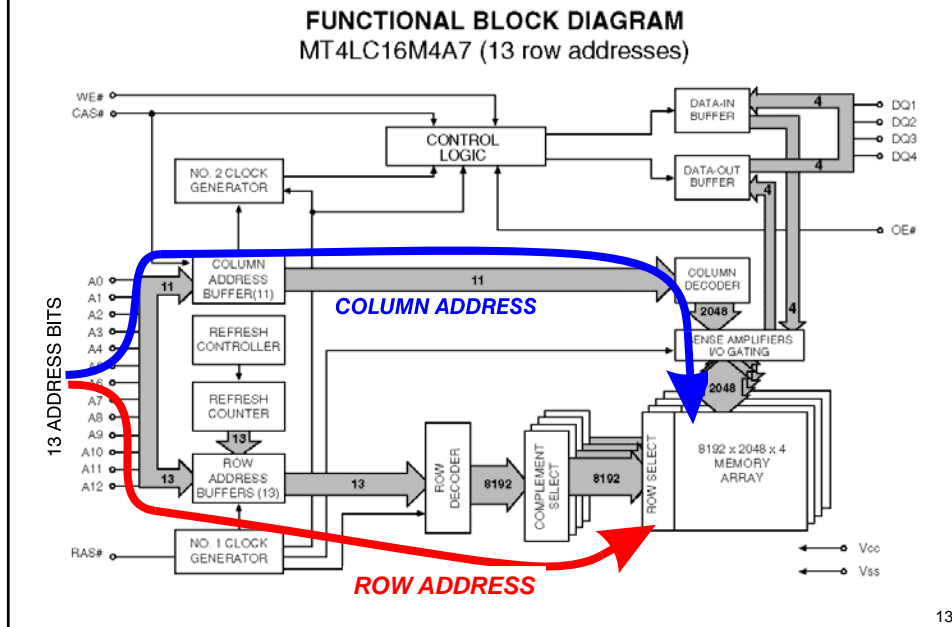 FUNCTIONAL BLOCK DIAGRAM
MT4LC16M4A7 (13 row addresses)
WE#
CAS#
CONTROL
LOGIC
DATA-IN
BUFFER
4
DQ1
DQ2
DQ3
DQ4
NO. 2 CLOCK
GENERATOR
DATA-OUT
BUFFER
4
4
OE#
13 ADDRESS BITS
A0
A1
A2
A3
A4
A5
A6
A7
A8
A9
A10
A11
A12
11
COLUMN
ADDRESS
BUFFER(11)
11
COLUMN ADDRESS
COLUMN
DECODER
2048
4
REFRESH
CONTROLLER
SENSE AMPLIFIERS
I/O GATING
2048
REFRESH
COUNTER
13
13
ROW
ADDRESS
BUFFERS (13)
13
ROW
DECODER
8192
COMPLEMENT
SELECT
8192
ROW SELECT
8192 x 2048 x 4
MEMORY
ARRAY
RAS#
NO. 1 CLOCK
GENERATOR
ROW ADDRESS
Vcc
Vss
13